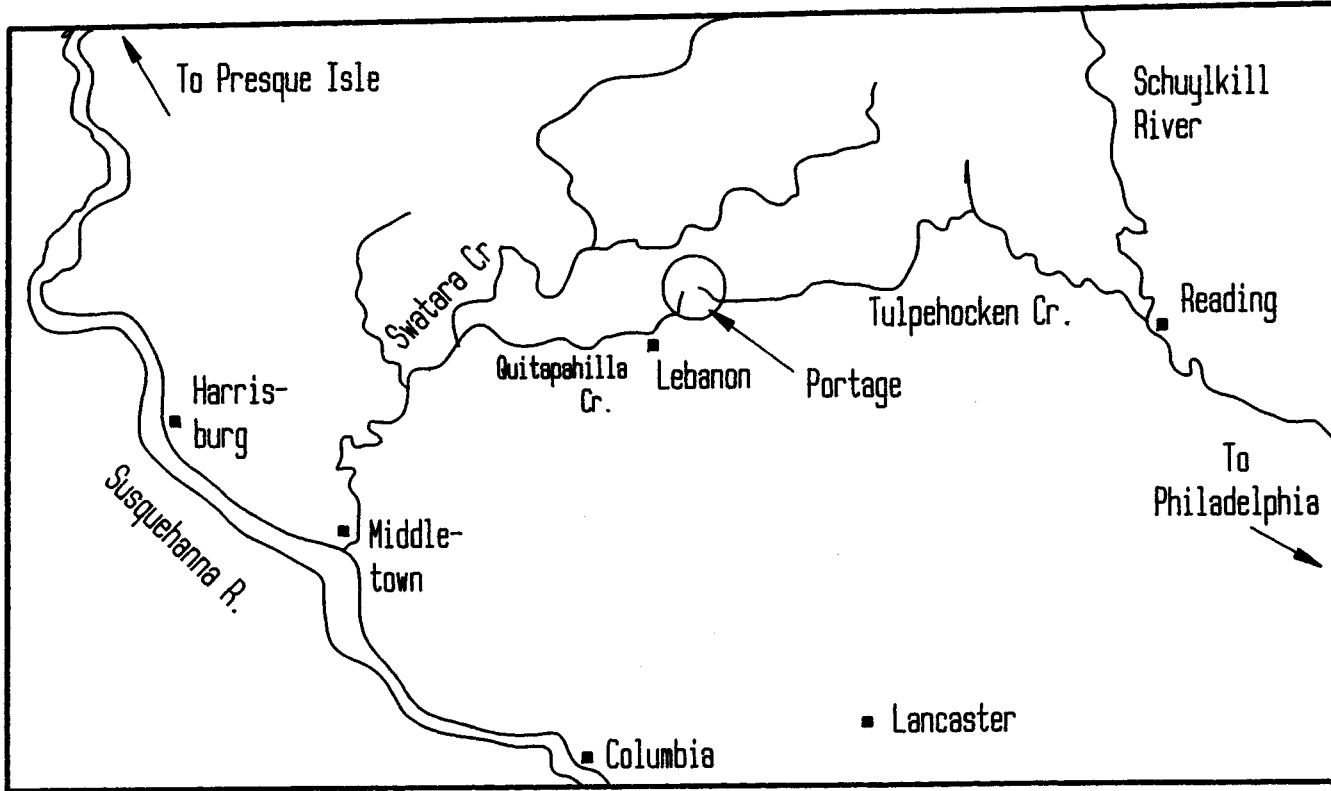 To Presque Isle
Schuylkill
River
Swatara Cr
Reading
Tulpehocken Cr.
Quitapahilla
Cr.
Lebanon
Portage
Harris-
burg
To
Philadelphia
Susquehanna R.
Middle-
town
Lancaster
Columbia